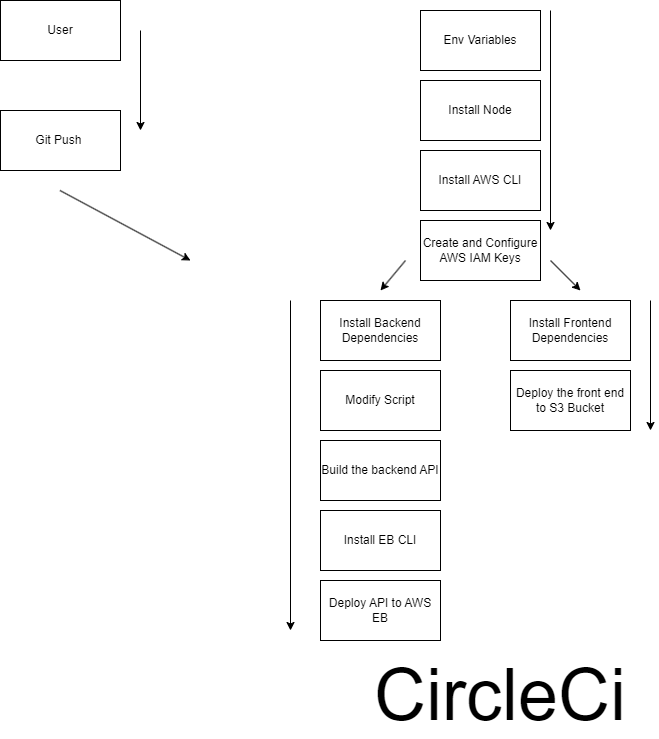 User
Git Push
Env Variables
Install Node
Install AWS CLI
Create and Configure
AWS IAM Keys
Install Backend
Dependencies
Modify Script
Build the backend API
Install EB CLI
Deploy API to AWS
EB
Install Frontend
Dependencies
Deploy the front end
to S3 Bucket
CircleCi